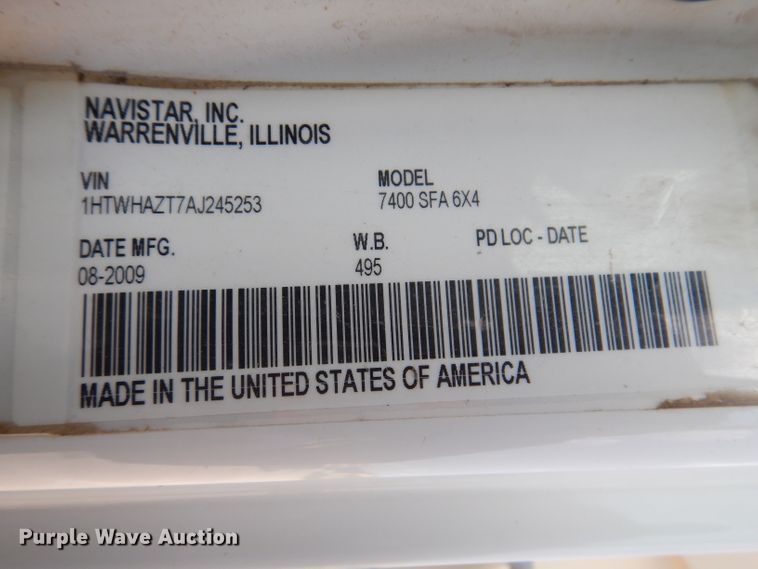 NAVISTAR, INC.
WARRENVILLE, ILLINOIS
VIN MODEL
1HTWHAZT7AJ245253 7400 SFA 6X4
DATE MFG. W.B. PD LOC - DATE
08-2009 495
MADE IN THE UNITED STATES OF AMERICA
Purple Wave Auction